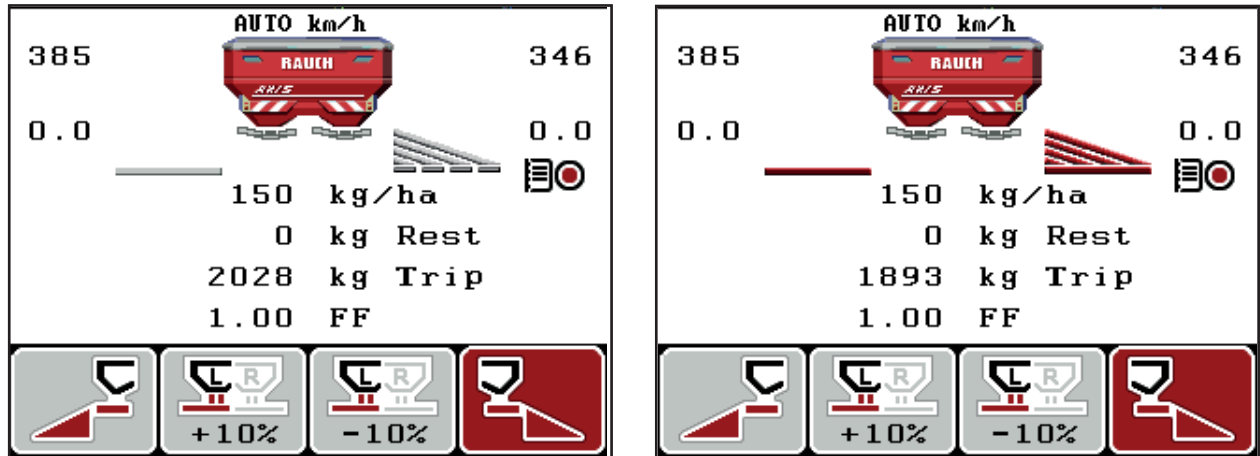 AUTO km/h
385 RAUCH 346
AXIS
0.0 0.0
150 kg/ha
0 kg Rest
2028 kg Trip
1.00 FF
L R L R
+10% -10%
AUTO km/h
385 RAUCH 346
AXIS
0.0 0.0
150 kg/ha
0 kg Rest
1893 kg Trip
1.00 FF
L R L R
+10% -10%